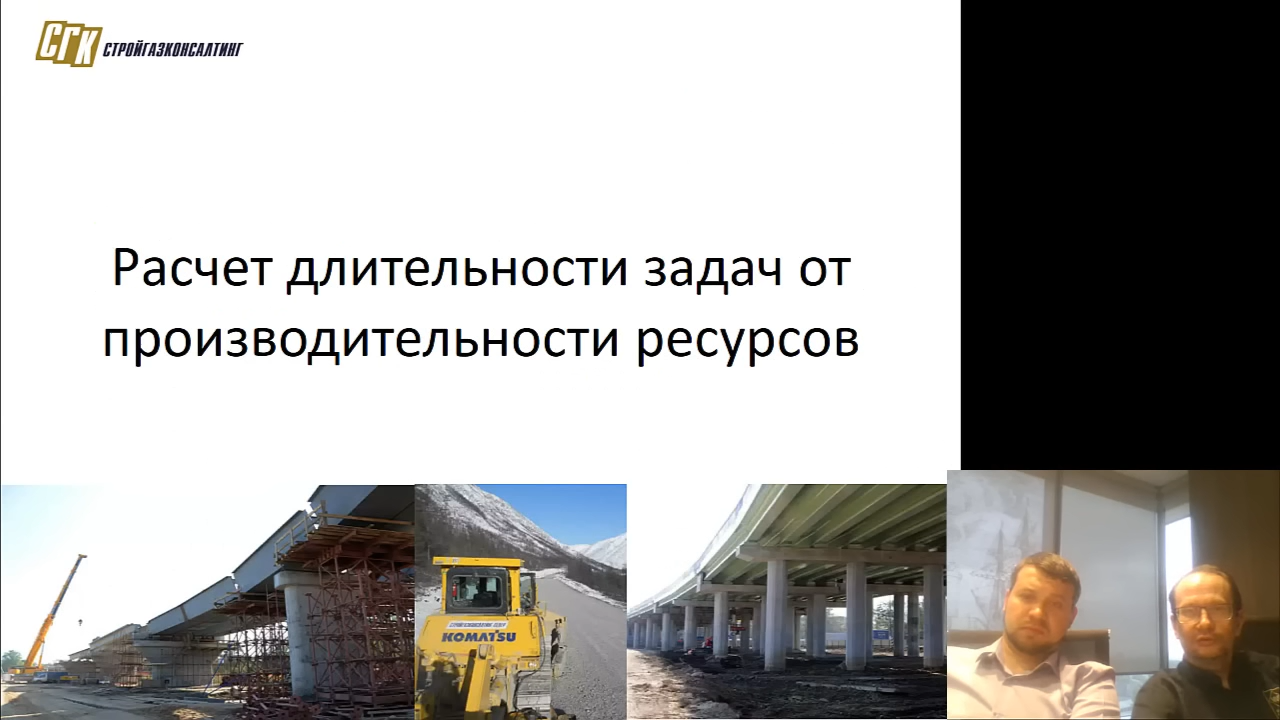 СГК СТРОЙГАЗКОНСАЛТИНГ
Расчет длительности задач от
производительности ресурсов
KOMATSU